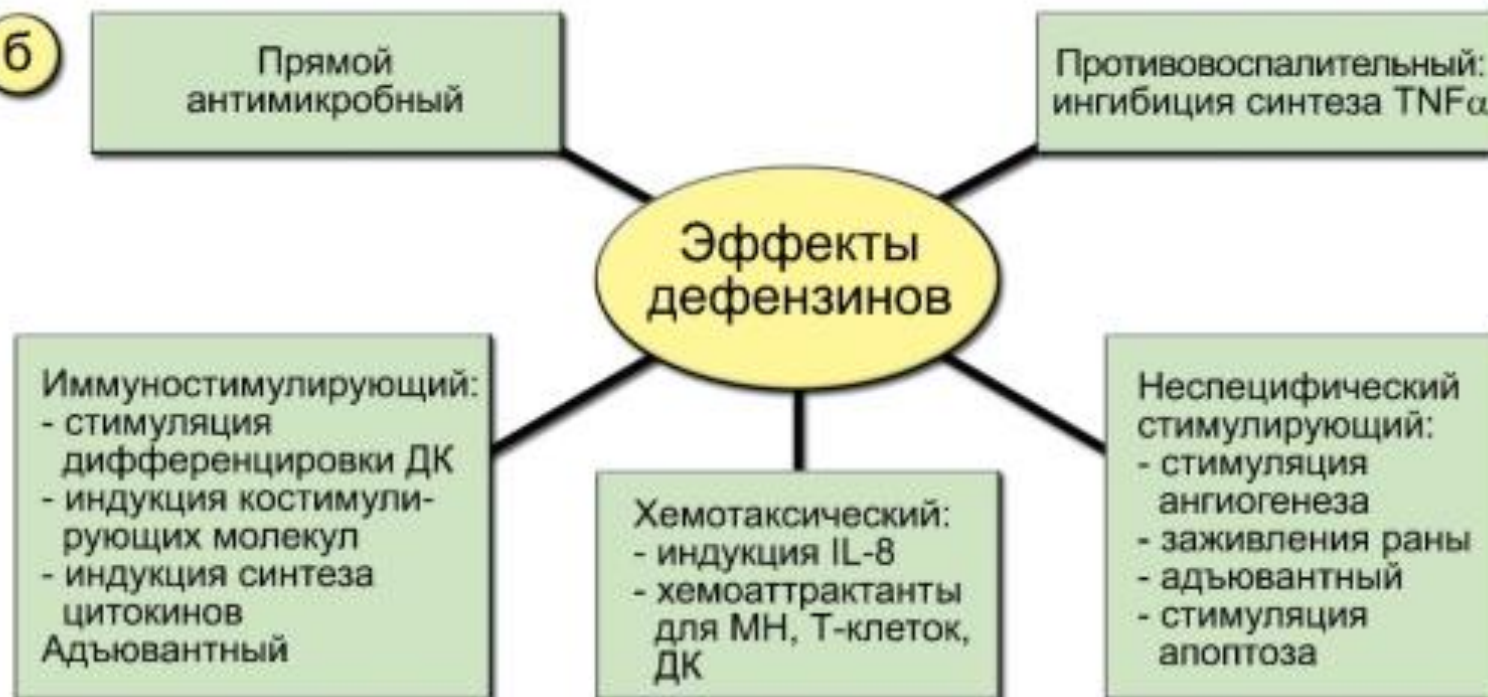 б
Прямой
антимикробный
Противовоспалительный:
ингибиция синтеза TNFα
Эффекты
дефензинов
Иммуностимулирующий:
- стимуляция
дифференцировки ДК
- индукция костимули-
рующих молекул
- индукция синтеза
цитокинов
Адъювантный
Хемотаксический:
- индукция IL-8
- хемоаттрактанты
для МН, Т-клеток,
ДК
Неспецифический
стимулирующий:
- стимуляция
ангиогенеза
- заживления раны
- адъювантный
- стимуляция
апоптоза